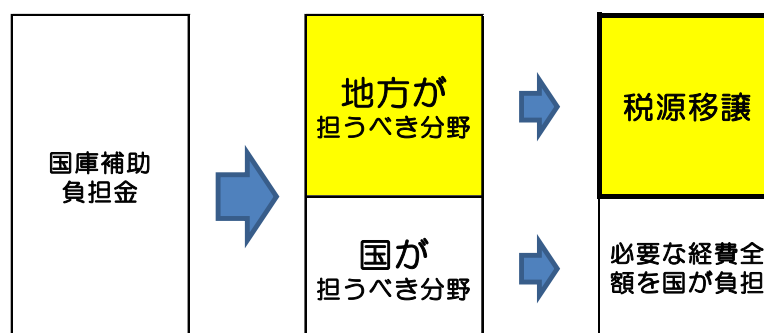 国庫補助
負担金
地方が
担うべき分野
国が
担うべき分野
税源移譲
必要な経費全
額を国が負担